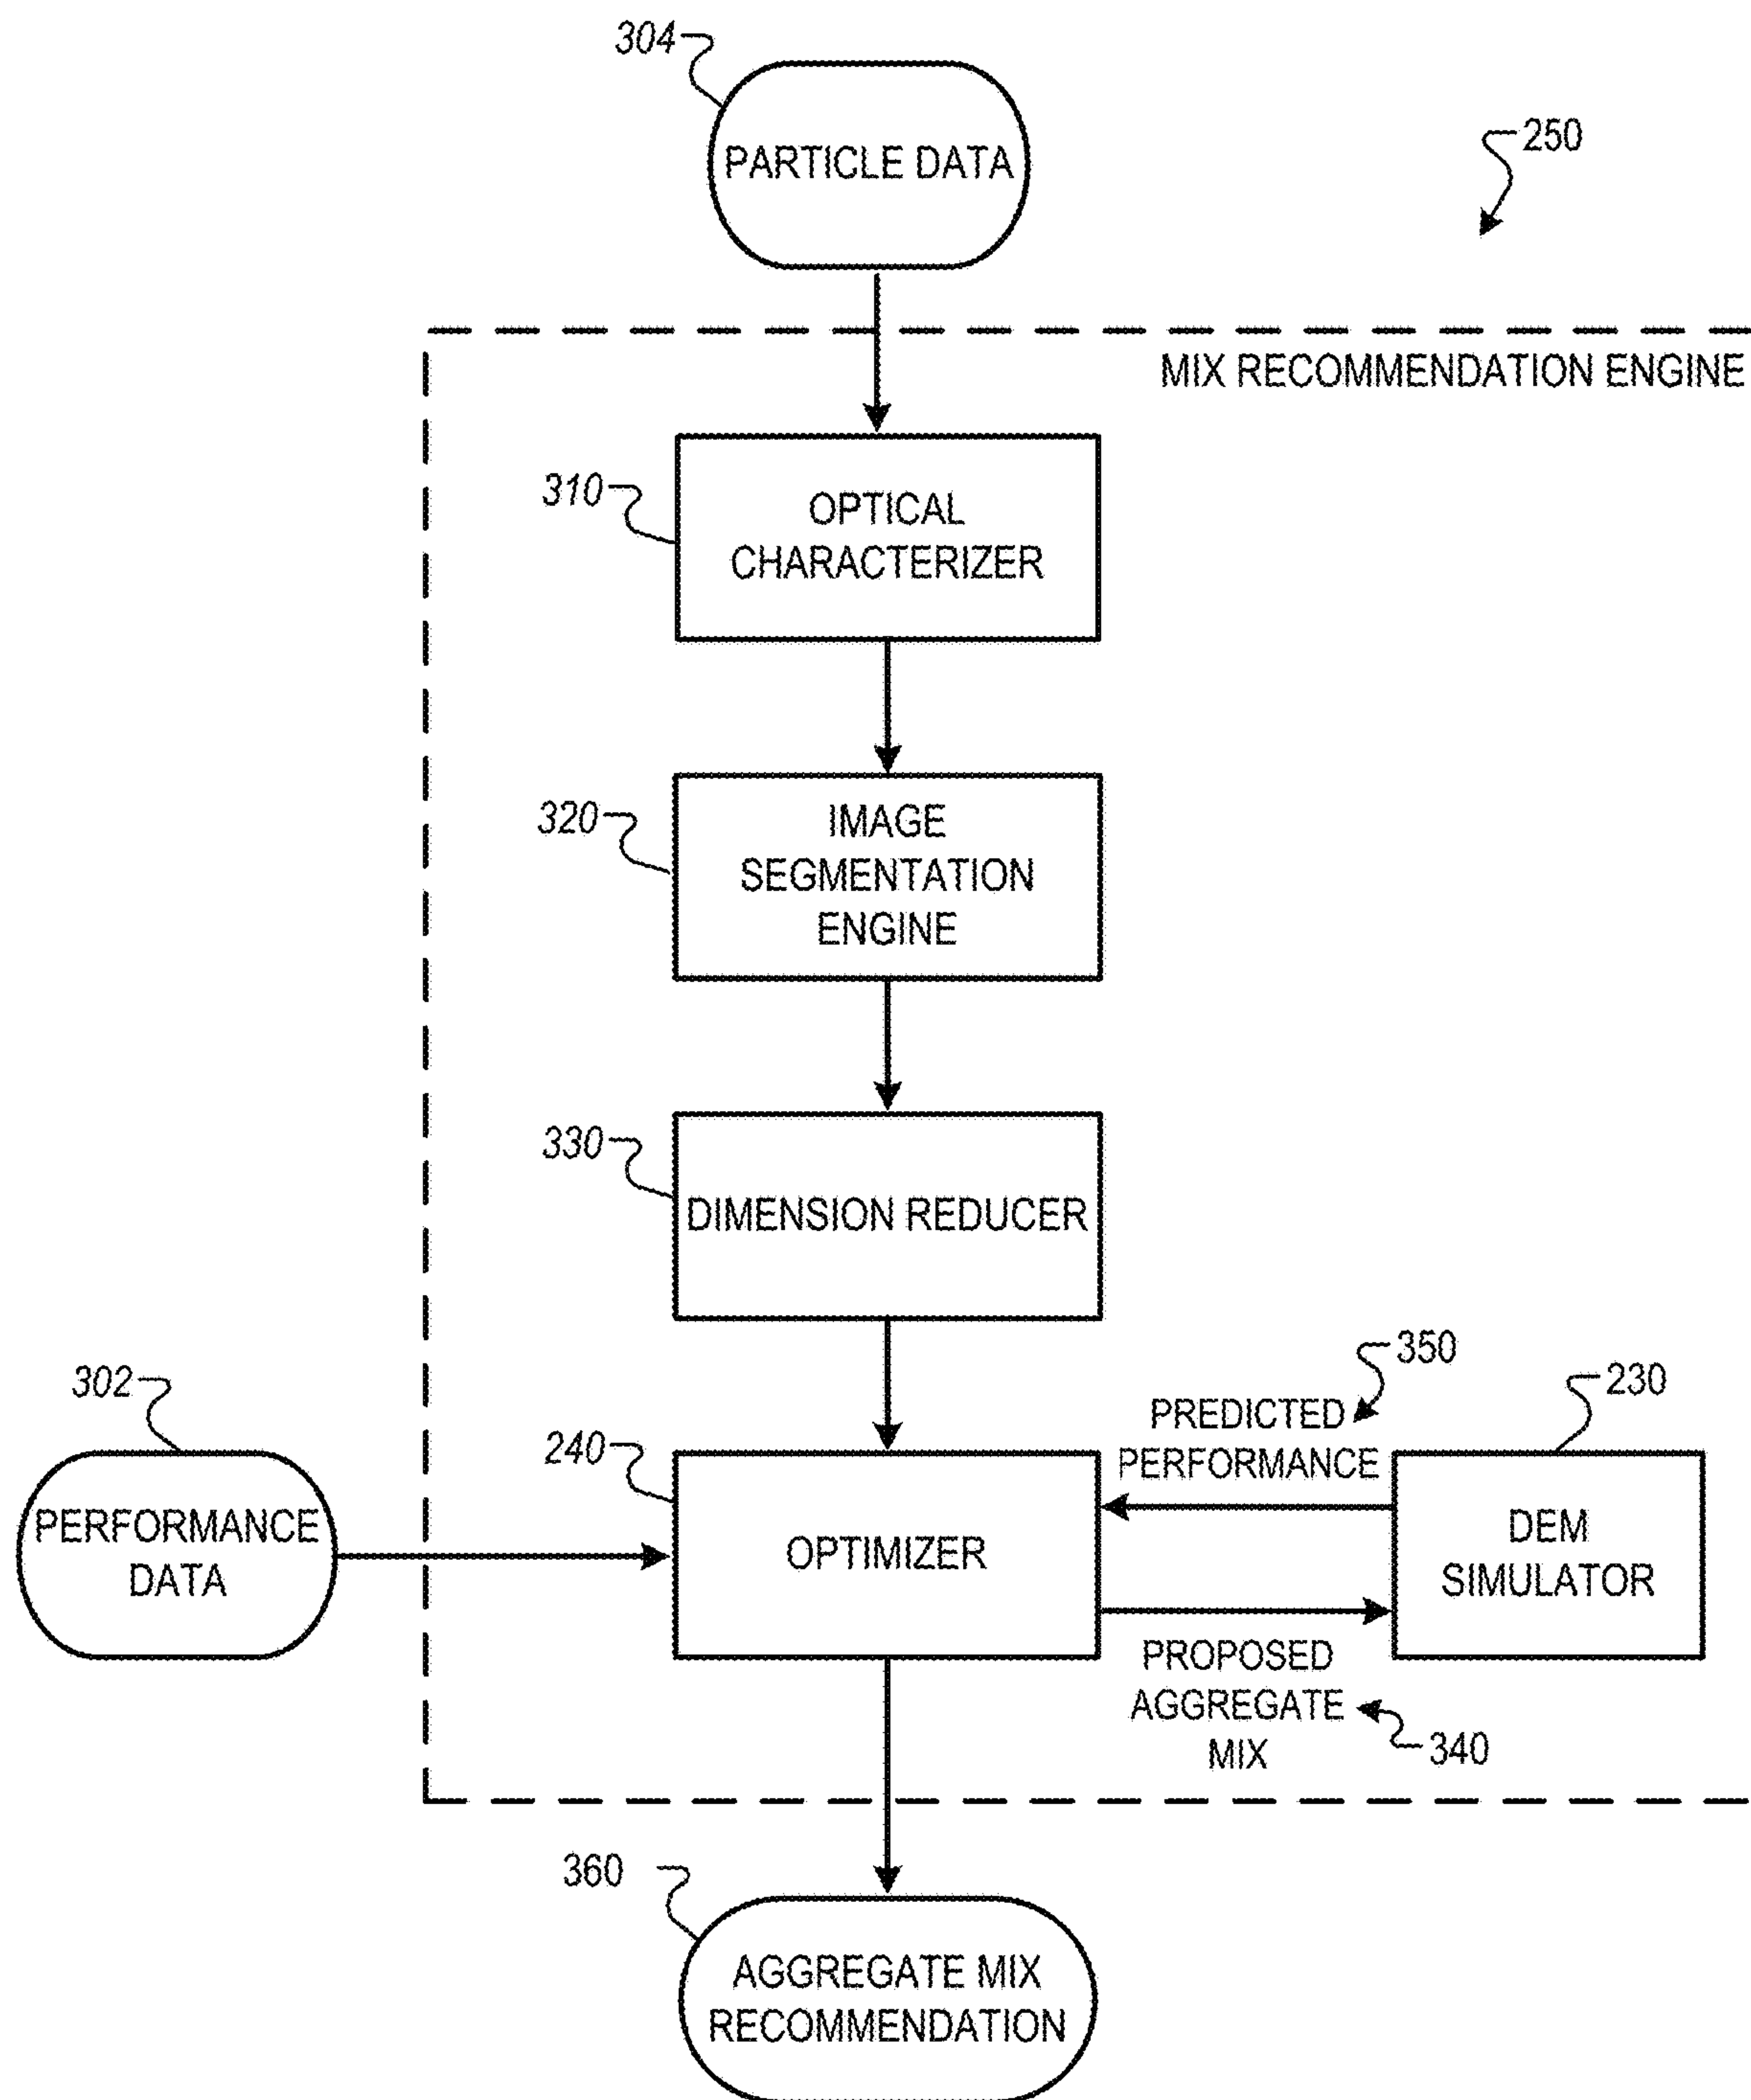 304
PARTICLE DATA
250
MIX RECOMMENDATION ENGINE
310
OPTICAL
CHARACTERIZER
320
IMAGE
SEGMENTATION
ENGINE
330
DIMENSION REDUCER
302
PERFORMANCE
DATA
240
OPTIMIZER
350
PREDICTED
PERFORMANCE
230
DEM
SIMULATOR
PROPOSED
AGGREGATE
MIX
340
360
AGGREGATE MIX
RECOMMENDATION